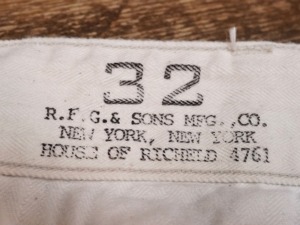 32
R.F.G.& SONS MFG.,CO.
NEW YORK, NEW YORK
HOUSE OF RICHELD 4761